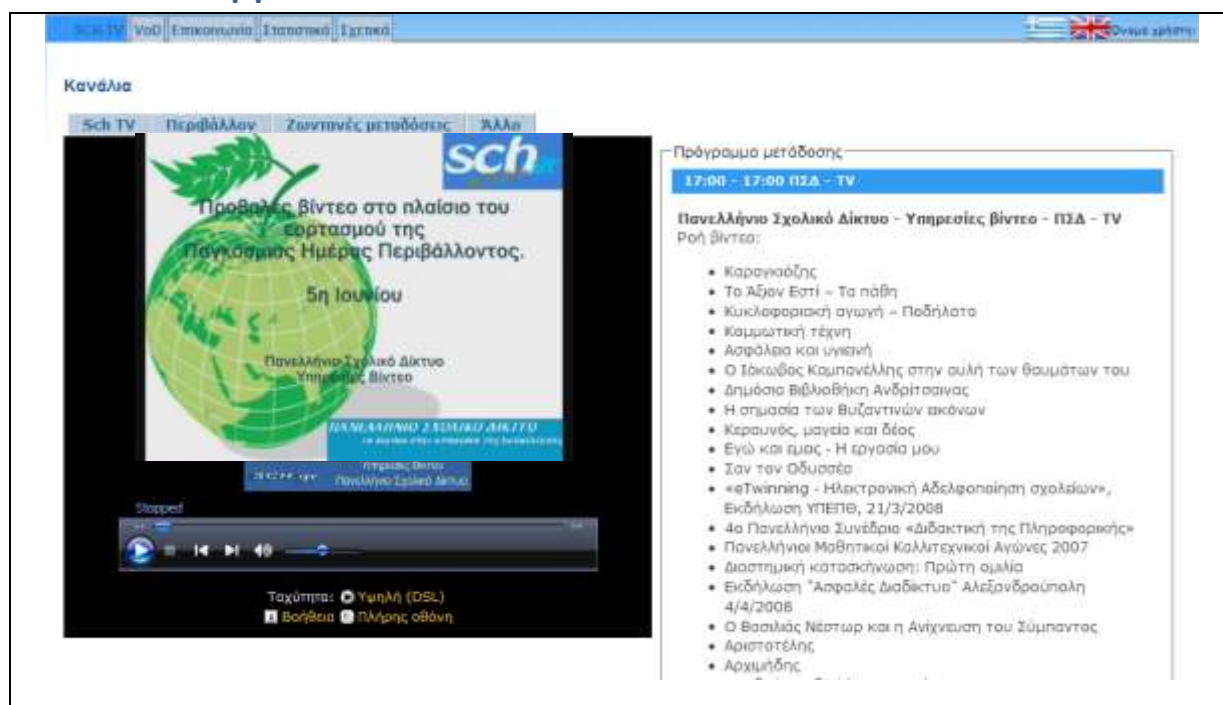 SCH TV VoD Επικοινωνία Στατιστικά Σχετικά
Όνομα χρήστη
Κανάλια
Sch TV Περιβάλλον Ζωντανές μεταδόσεις Άλλο
sch
Προβολές βίντεο στο πλαίσιο του
εορτασμού της
Παγκόσμιας Ημέρας Περιβάλλοντος.
5η Ιουνίου
Πανελλήνιο Σχολικό Δίκτυο
Υπηρεσίες Βίντεο
ΠΑΝΕΛΛΗΝΙΟ ΣΧΟΛΙΚΟ ΔΙΚΤΥΟ
Υπηρεσίες Βίντεο
Πανελλήνιο Σχολικό Δίκτυο
Stopped
Ταχύτητα: Υψηλή (DSL)
Βοήθεια Πλήρης οθόνη
Πρόγραμμα μετάδοσης
17:00 - 17:00 ΠΣΔ - TV
Πανελλήνιο Σχολικό Δίκτυο - Υπηρεσίες βίντεο - ΠΣΔ - TV
Ροή βίντεο:
• Καραγκιόζης
• Το Άξιον Εστί – Τα πάθη
• Κυκλοφοριακή αγωγή – Ποδήλατο
• Κομμωτική τέχνη
• Ασφάλεια και υγιεινή
• Ο Ιάκωβος Καμπανέλλης στην αυλή των θαυμάτων του
• Δημόσια Βιβλιοθήκη Ανδρίτσαινας
• Η σημασία των Βυζαντινών εικόνων
• Κεραυνός, μαγεία και δέος
• Εγώ και εμας - Η εργασία μου
• Σαν τον Οδυσσέα
• «eTwinning - Ηλεκτρονική Αδελφοποίηση σχολείων»,
Εκδήλωση ΥΠΕΠΘ, 21/3/2008
• 4ο Πανελλήνιο Συνέδριο «Διδακτική της Πληροφορικής»
• Πανελλήνιοι Μαθητικοί Καλλιτεχνικοί Αγώνες 2007
• Διαστημική κατασκήνωση: Πρώτη ομιλία
• Εκδήλωση "Ασφαλές Διαδίκτυο" Αλεξανδρούπολη
4/4/2008
• Ο Βασιλιάς Νέστωρ και η Ανίχνευση του Σύμπαντος
• Αριστοτέλης
• Αρχιμήδης